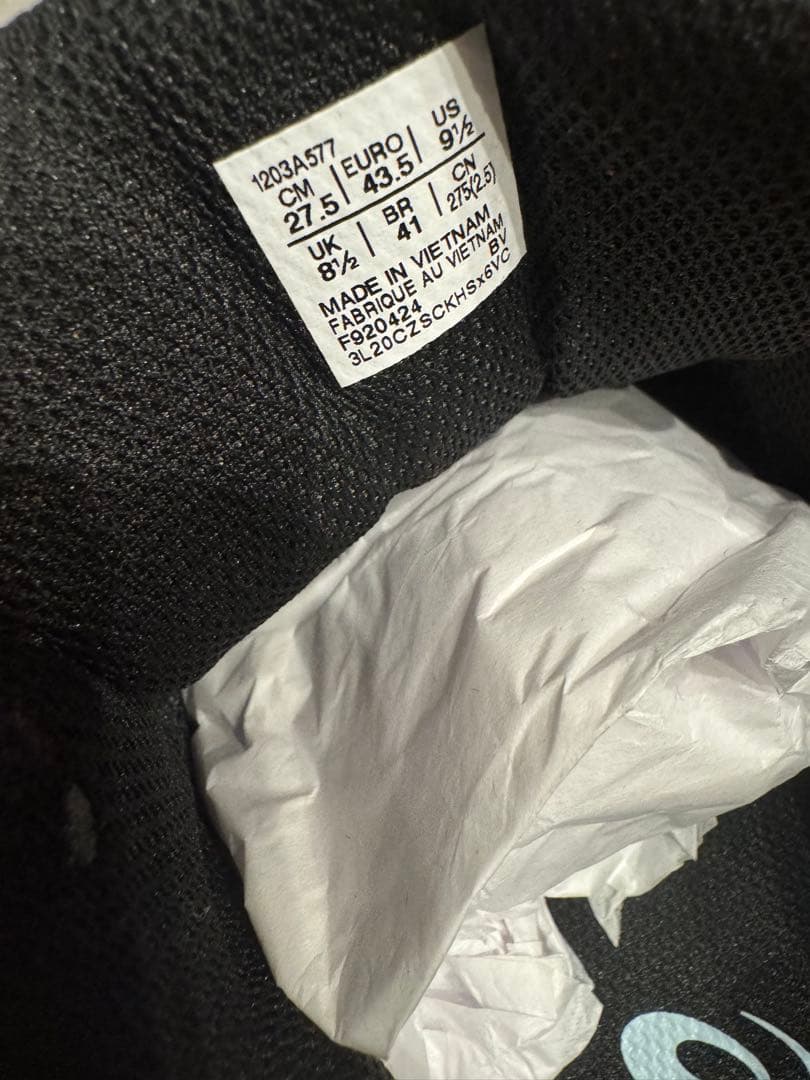 1203A577
CM 27.5 | EURO 43.5 | US 9½
UK 8½ | BR 41 | CN 275(2.5)
MADE IN VIETNAM
FABRIQUE AU VIETNAM
F920424 BV
3L20CZSCKHSx6VC